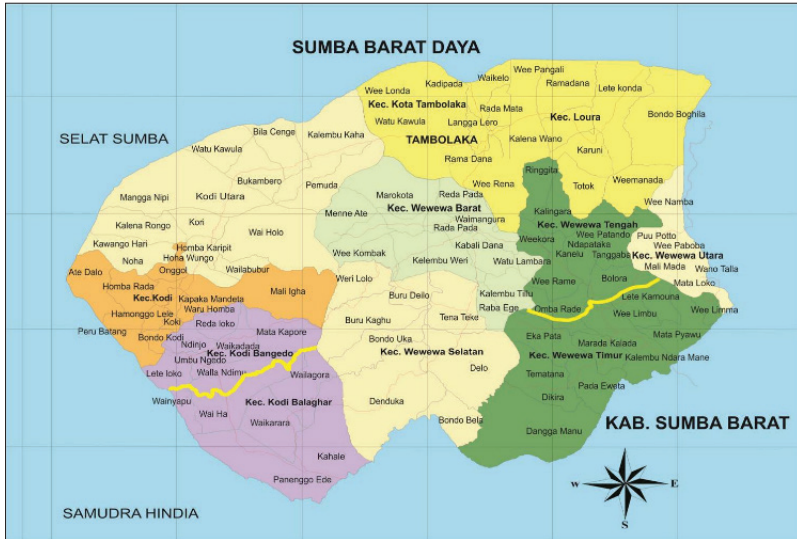 SUMBA BARAT DAYA
Wee Pangali
Kadipada
Waikelo
Ramadana
Wee Londa
Lete konda
Kec. Kota Tambolaka
Rada Mata
Kec. Loura
Bondo Boghila
Watu Kawula
Langga Lero
SELAT SUMBA
Bila Cenge
Kalembu Kaha
TAMBOLAKA
Kalena Wano
Karuni
Watu Kawula
Rama Dana
Ringgita
Bukambero
Pemuda
Wee Rena
Totok
Weemanada
Mangga Nipi
Kodi Utara
Marokota
Reda Pada
Wee Namba
Menne Ate
Kec. Wewewa Barat
Kalingara
Kalena Rongo
Kori
Waimangura
Kec. Wewewa Tengah
Rada Pada
Puu Potto
Kawango Hari
Wai Holo
Wee Patando
Homba Karipit
Kabali Dana
Weekora
Ndapataka
Wee Paboba
Noha
Hoha Wungo
Wee Kombak
Kanelu
Tanggaba
Kec. Wewewa Utara
Onggol
Wailabubur
Kelembu Weri
Watu Lambara
Mali Mada
Wano Talla
Ate Dalo
Weri Lolo
Wee Rame
Bolora
Mata Loko
Homba Rada
Mali Igha
Buru Deilo
Kalembu Tillu
Lete Kamouna
Kec.Kodi
Kapaka Mandeta
Raba Ege
Omba Rade
Wee Limma
Hamonggo Lele
Waru Homba
Wee Limbu
Koki
Reda loko
Buru Kaghu
Tena Teke
Peru Batang
Mata Kapore
Eka Pata
Mata Pyawu
Bondo Kodi
Ndinjo
Waikadada
Bondo Uka
Marada Kalada
Umbu Ngedo
Kec. Kodi Bangedo
Kec. Wewewa Selatan
Kec. Wewewa Timur
Kalembu Ndara Mane
Lete loko
Walla Ndimu
Wailagora
Delo
Tematana
Pada Eweta
Wainyapu
Kec. Kodi Balaghar
Denduka
Dikira
Wai Ha
Waikarara
Bondo Bela
KAB. SUMBA BARAT
Dangga Manu
Kahale
Panenggo Ede
W
E
S
SAMUDRA HINDIA